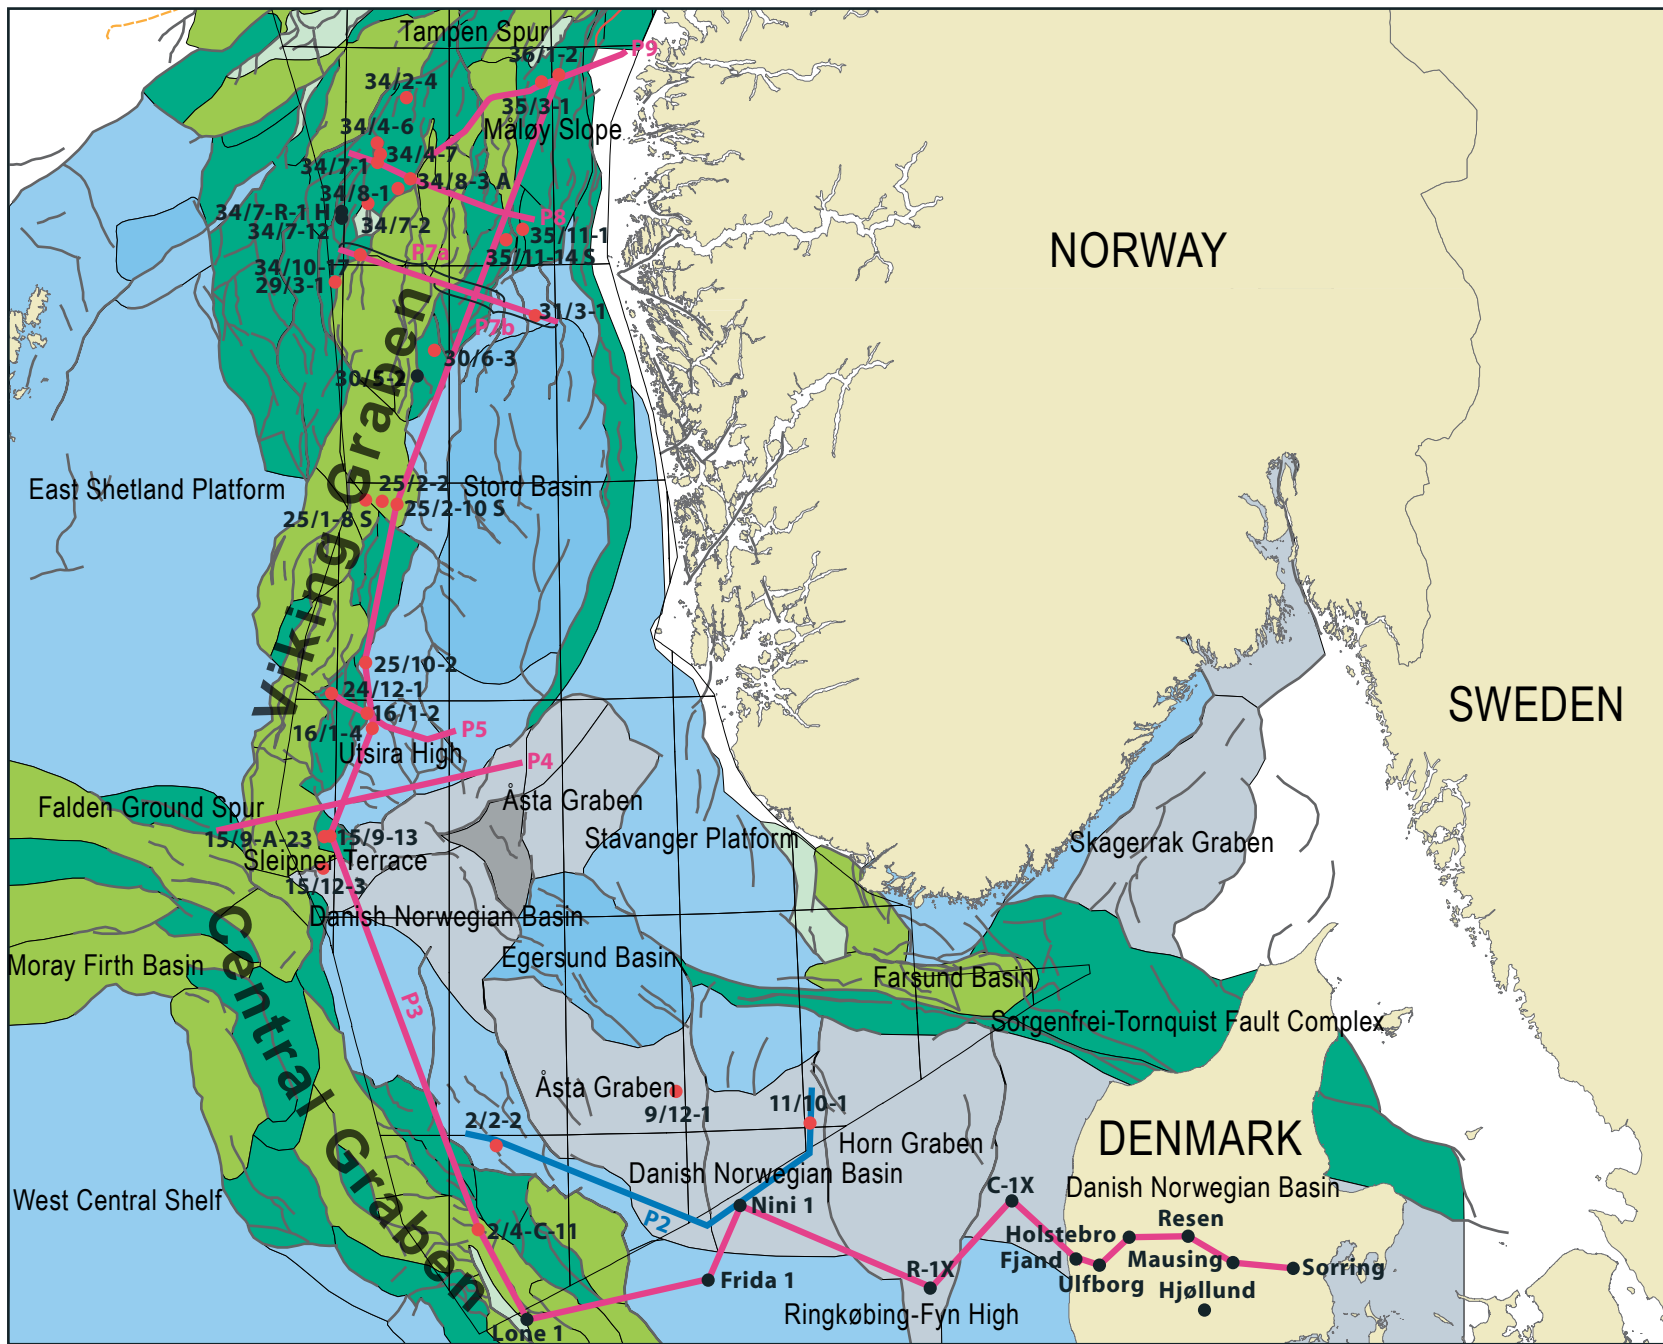 Tampen Spur
P9
36/1-2
34/2-4
35/3-1
34/4-6
Måløy Slope
34/4-7
34/7-1
34/8-3 A
34/8-1
34/7-R-1 H
P8
34/7-2
34/7-12
35/11-1
P7a
35/11-14 S
NORWAY
34/10-17
29/3-1
31/3-1
P7b
30/6-3
30/5-2
Viking Graben
East Shetland Platform
25/2-2
Stord Basin
25/2-10 S
25/1-8 S
25/10-2
24/12-1
SWEDEN
16/1-2
16/1-4
P5
Utsira High
P4
Falden Ground Spur
Åsta Graben
15/9-A-23
15/9-13
Stavanger Platform
Skagerrak Graben
Sleipner Terrace
15/12-3
Danish Norwegian Basin
Central Graben
Moray Firth Basin
Egersund Basin
Farsund Basin
P3
Sorgenfrei-Tornquist Fault Complex
Åsta Graben
9/12-1
11/10-1
2/2-2
Horn Graben
DENMARK
Danish Norwegian Basin
C-1X
Danish Norwegian Basin
West Central Shelf
Nini 1
P2
Resen
2/4-C-11
Holstebro
Fjand
Mausing
Sorring
R-1X
Frida 1
Ulfborg
Hjøllund
Ringkøbing-Fyn High
Lone 1